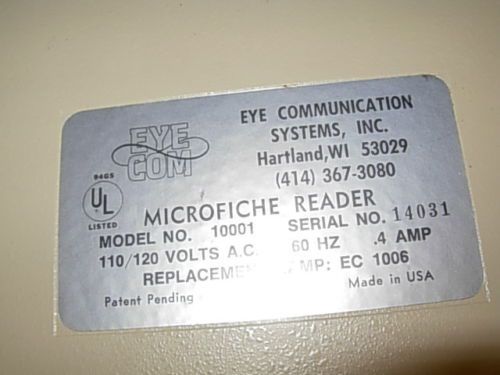 EYE COM
EYE COMMUNICATION
SYSTEMS, INC.
Hartland, WI 53029
(414) 367-3080
94GS
UL
LISTED
MICROFICHE READER
MODEL NO. 10001 SERIAL NO. 14031
110/120 VOLTS A.C. 60 HZ .4 AMP
EC 1006
Patent Pending Made in USA